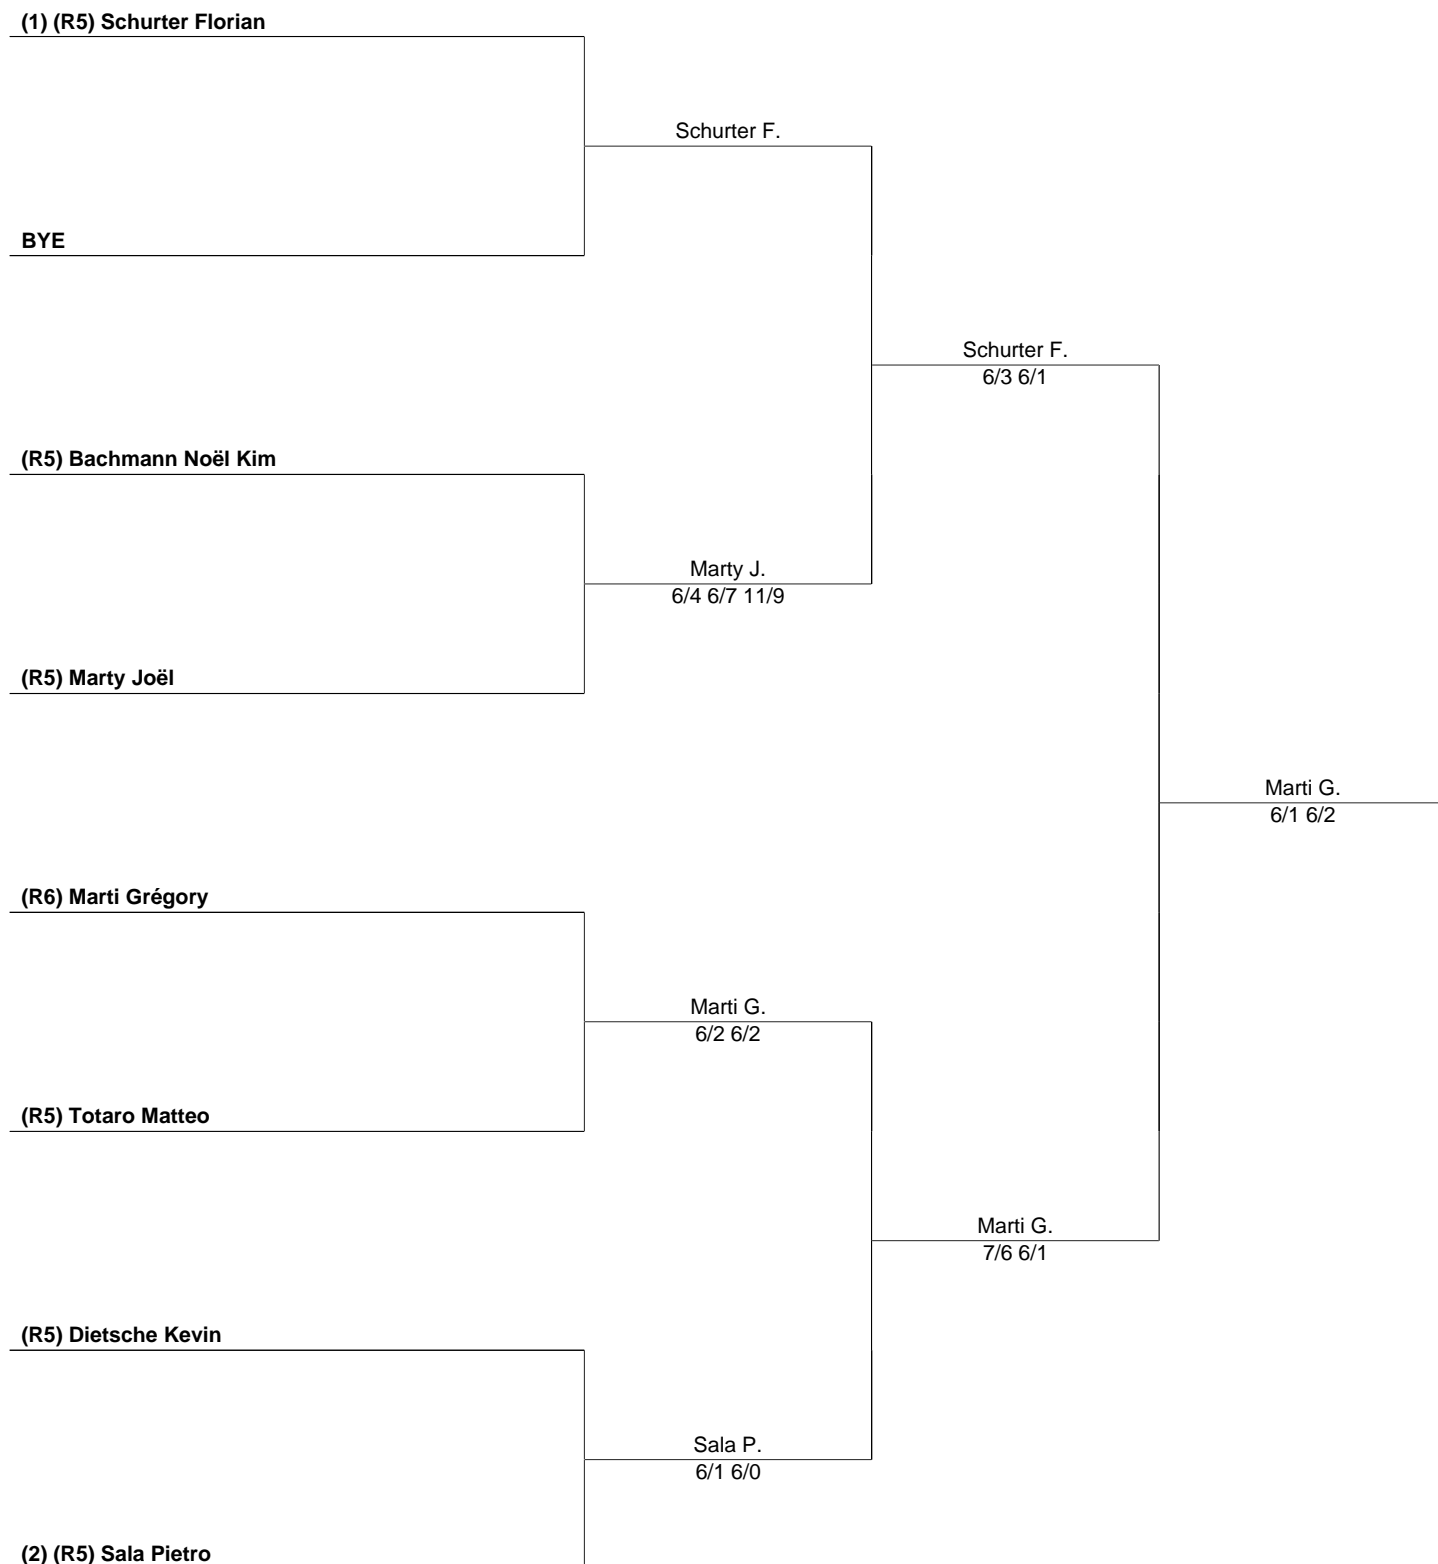 (1) (R5) Schurter Florian
Schurter F.
BYE
Schurter F.
6/3 6/1
(R5) Bachmann Noël Kim
Marty J.
6/4 6/7 11/9
(R5) Marty Joël
Marti G.
6/1 6/2
(R6) Marti Grégory
Marti G.
6/2 6/2
(R5) Totaro Matteo
Marti G.
7/6 6/1
(R5) Dietsche Kevin
Sala P.
6/1 6/0
(2) (R5) Sala Pietro